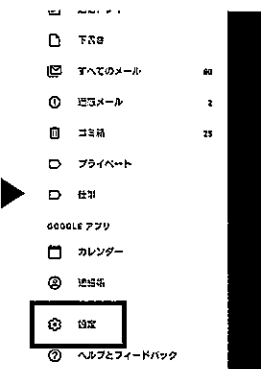 下書き
すべてのメール 60
迷惑メール 2
ゴミ箱 25
プライベート
仕事
GOOGLE アプリ
カレンダー
連絡帳
設定
ヘルプとフィードバック